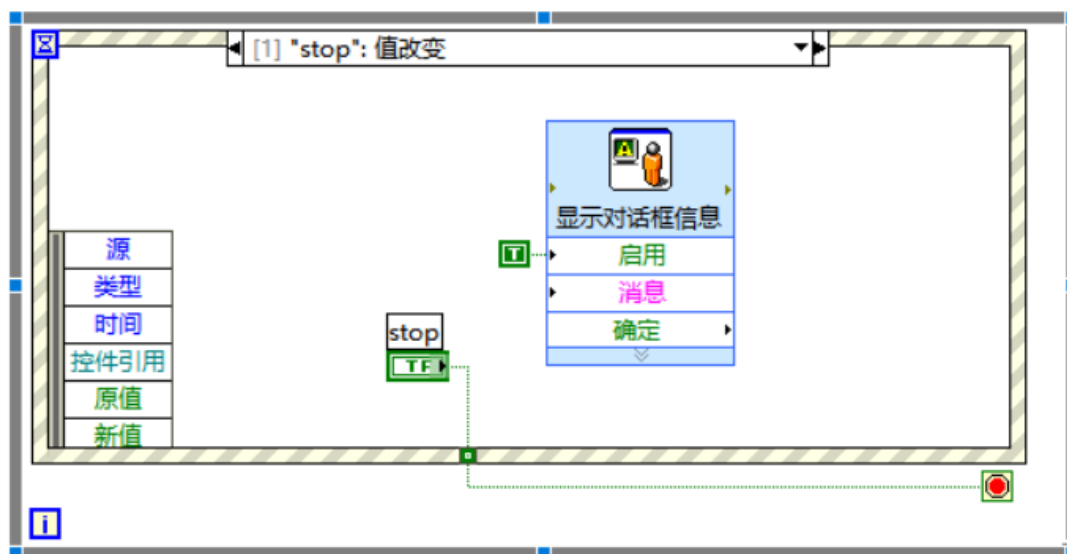 [1] "stop": 值改变
显示对话框信息
源
T
启用
类型
消息
时间
stop
确定
控件引用
TF
原值
新值
i